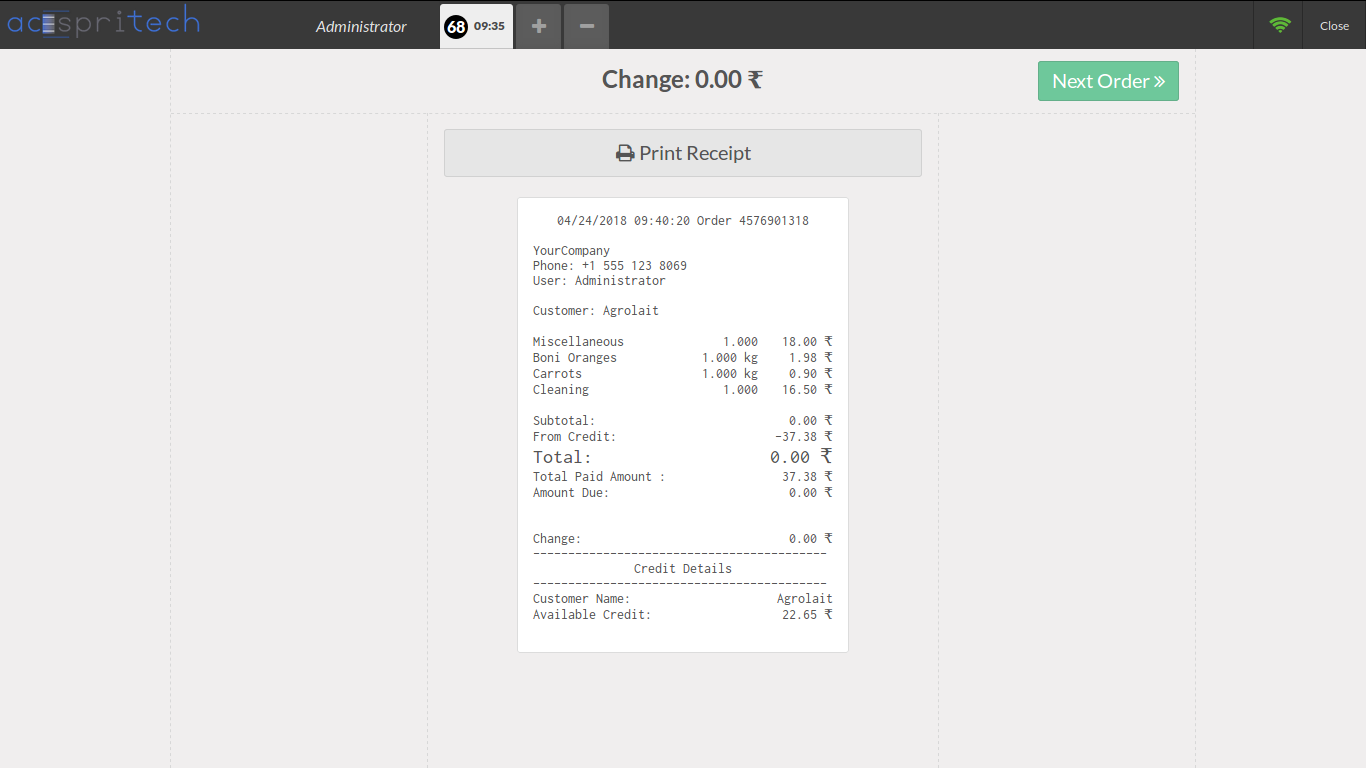 acespritech
Administrator
68 09:35 + −
Close
Change: 0.00 ₹
Next Order »
Print Receipt
04/24/2018 09:40:20 Order 4576901318
YourCompany
Phone: +1 555 123 8069
User: Administrator
Customer: Agrolait
Miscellaneous 1.000 18.00 ₹
Boni Oranges 1.000 kg 1.98 ₹
Carrots 1.000 kg 0.90 ₹
Cleaning 1.000 16.50 ₹
Subtotal: 0.00 ₹
From Credit: -37.38 ₹
Total: 0.00 ₹
Total Paid Amount : 37.38 ₹
Amount Due: 0.00 ₹
Change: 0.00 ₹
------------------------------------------
Credit Details
------------------------------------------
Customer Name: Agrolait
Available Credit: 22.65 ₹